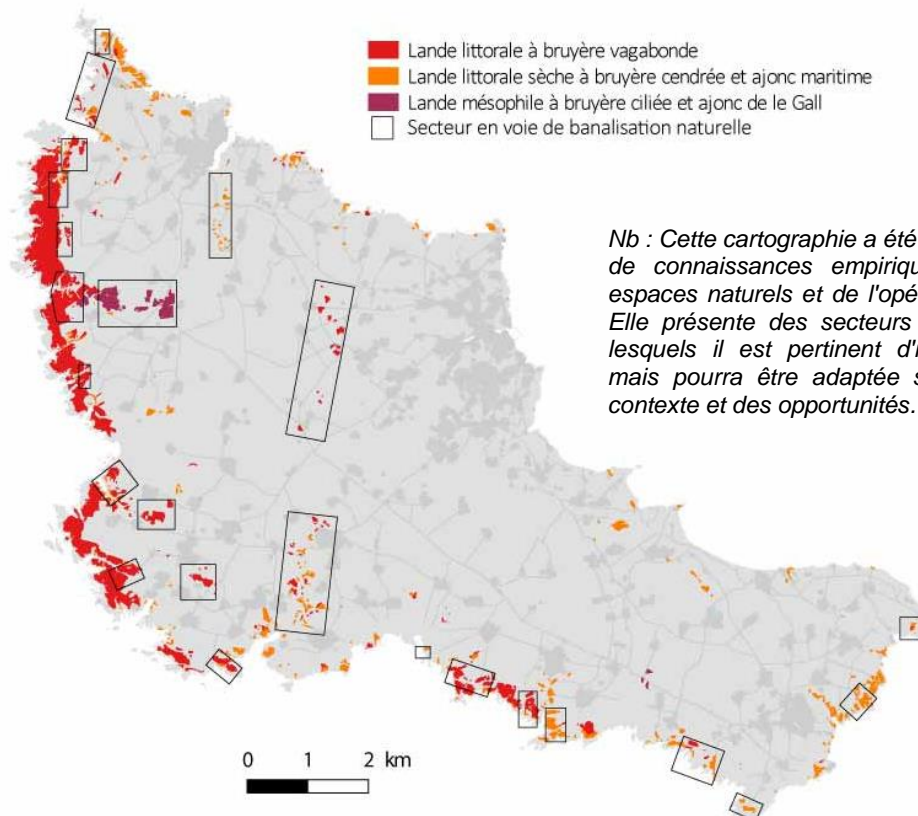 Lande littorale à bruyère vagabonde
Lande littorale sèche à bruyère cendrée et ajonc maritime
Lande mésophile à bruyère ciliée et ajonc de le Gall
Secteur en voie de banalisation naturelle
Nb : Cette cartographie a été
de connaissances empiriqu
espaces naturels et de l'opé
Elle présente des secteurs
lesquels il est pertinent d'
mais pourra être adaptée s
contexte et des opportunités.
0 1 2 km